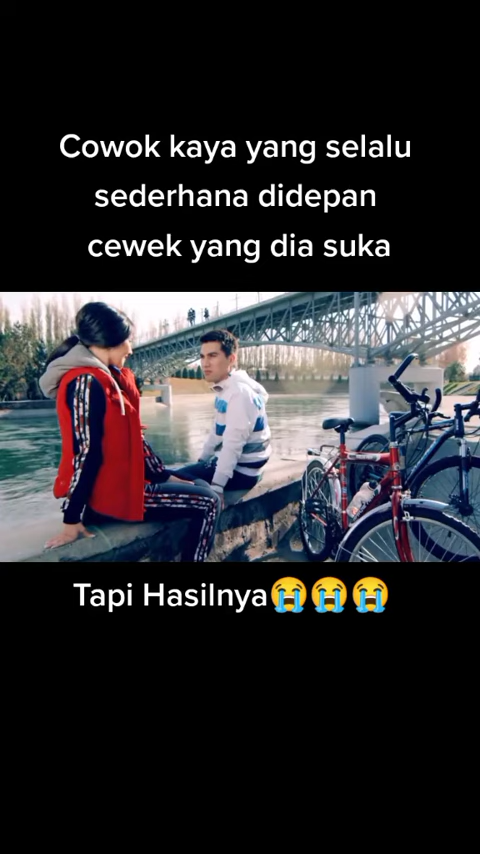 Cowok kaya yang selalu
sederhana didepan
cewek yang dia suka
Tapi Hasilnya😭😭😭